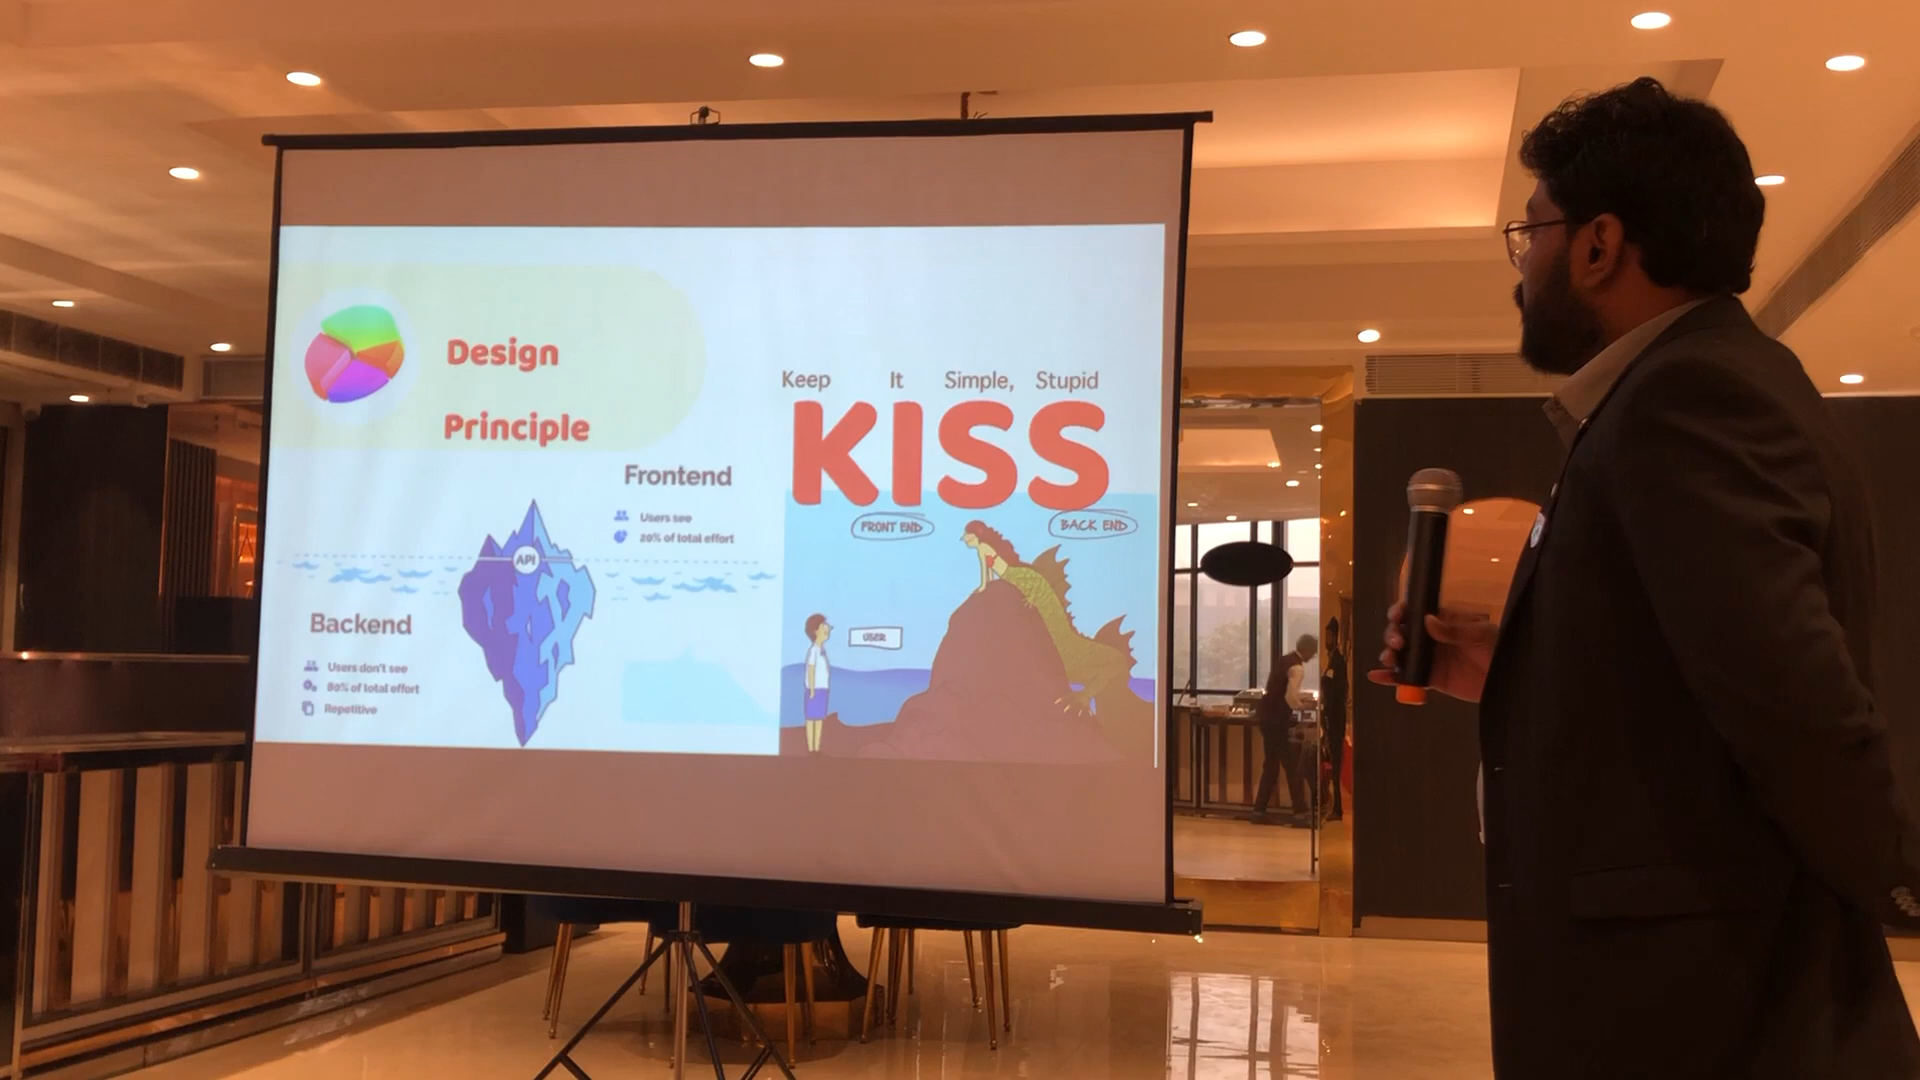 Design
Principle
Frontend
Users see
20% of total effort
API
Backend
Users don't see
80% of total effort
Repetitive
Keep It Simple, Stupid
KISS
FRONT END
BACK END
USER